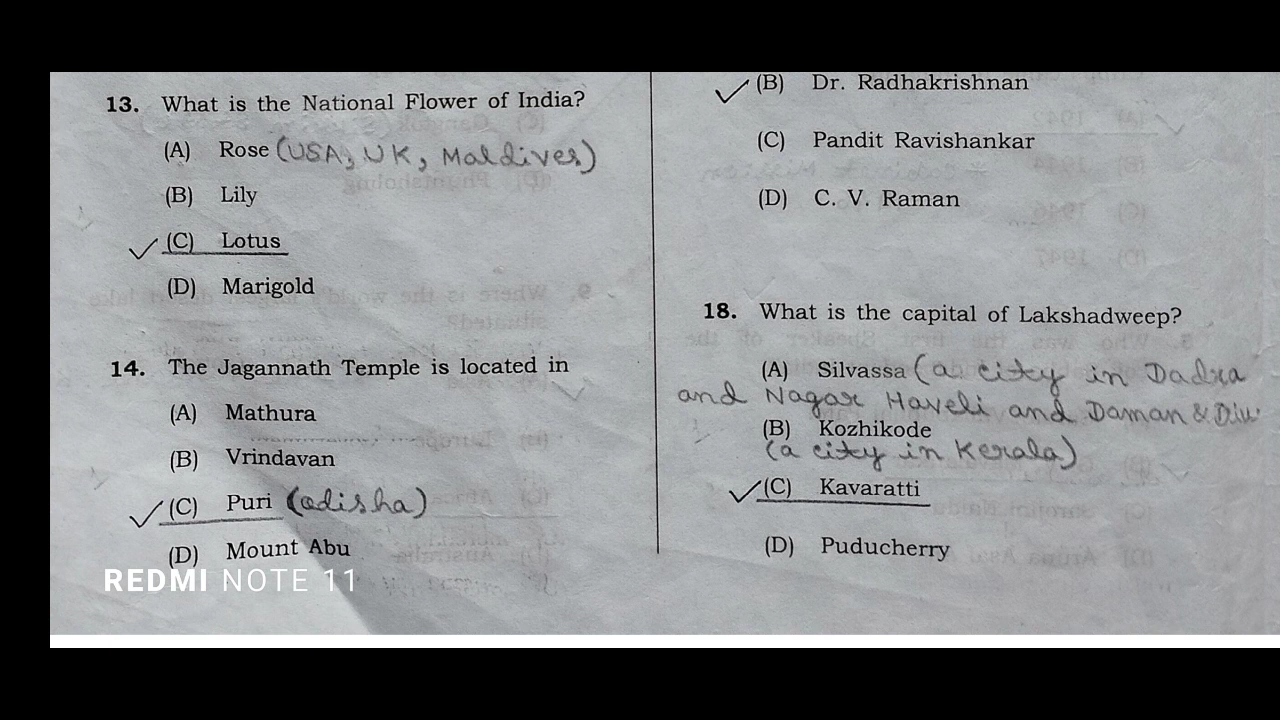 13. What is the National Flower of India?
(A) Rose (USA, UK, Maldives)
(B) Lily
(C) Lotus
(D) Marigold
14. The Jagannath Temple is located in
(A) Mathura
(B) Vrindavan
(C) Puri (odisha)
(D) Mount Abu
REDMI NOTE 11
(B) Dr. Radhakrishnan
(C) Pandit Ravishankar
(D) C. V. Raman
18. What is the capital of Lakshadweep?
(A) Silvassa (a city in Dadra
and Nagar Haveli and Daman & Diu
(B) Kozhikode
(a city in Kerala)
(C) Kavaratti
(D) Puducherry